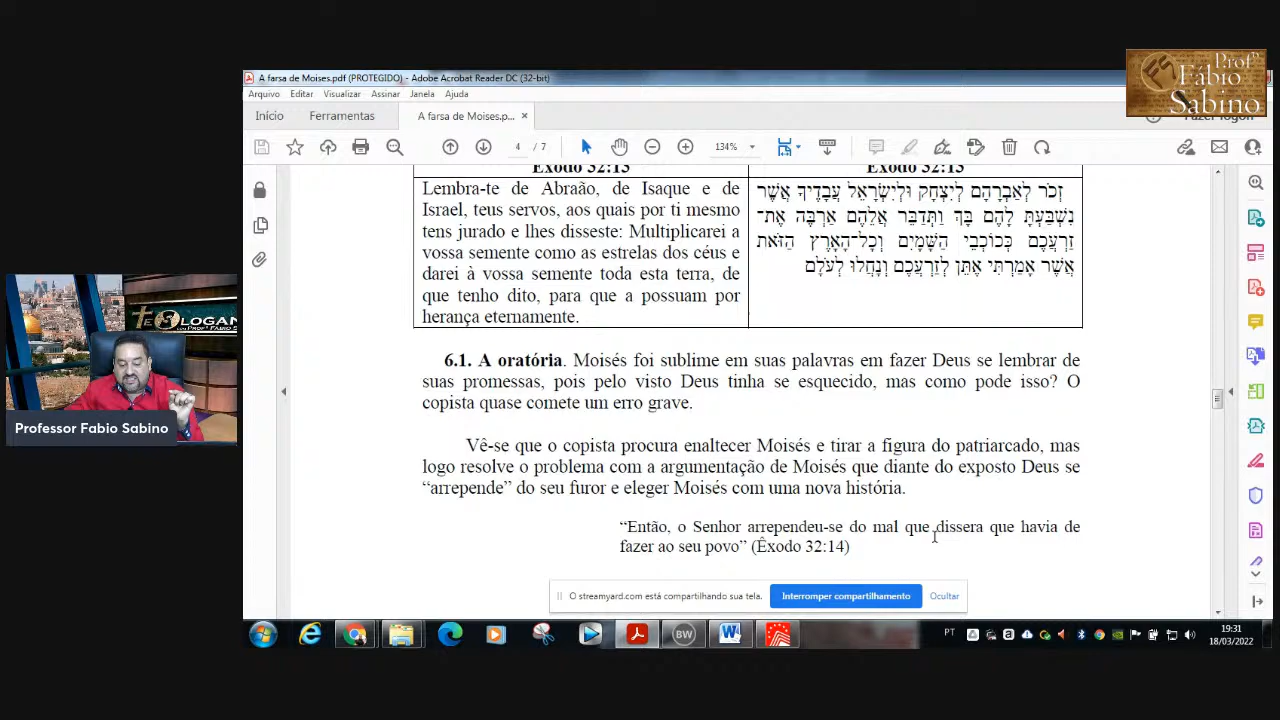 Profº
Fábio
Sabino
A farsa de Moises.pdf (PROTEGIDO) - Adobe Acrobat Reader DC (32-bit)
Arquivo Editar Visualizar Assinar Janela Ajuda
Início Ferramentas A farsa de Moises.p... ×
Fazer logon
4 / 7 134%
Êxodo 32:13 Êxodo 32:13
Lembra-te de Abraão, de Isaque e de
Israel, teus servos, aos quais por ti mesmo
tens jurado e lhes disseste: Multiplicarei a
vossa semente como as estrelas dos céus e
darei à vossa semente toda esta terra, de
que tenho dito, para que a possuam por
herança eternamente.
זְכֹר לְאַבְרָהָם לְיִצְחָק וּלְיִשְׂרָאֵל עֲבָדֶיךָ אֲשֶׁר
נִשְׁבַּעְתָּ לָהֶם בָּךְ וַתְּדַבֵּר אֲלֵהֶם אַרְבֶּה אֶת־
זַרְעֲכֶם כְּכוֹכְבֵי הַשָּׁמָיִם וְכָל־הָאָרֶץ הַזֹּאת
אֲשֶׁר אָמַרְתִּי אֶתֵּן לְזַרְעֲכֶם וְנָחֲלוּ לְעֹלָם
6.1. A oratória. Moisés foi sublime em suas palavras em fazer Deus se lembrar de
suas promessas, pois pelo visto Deus tinha se esquecido, mas como pode isso? O
copista quase comete um erro grave.
Vê-se que o copista procura enaltecer Moisés e tirar a figura do patriarcado, mas
logo resolve o problema com a argumentação de Moisés que diante do exposto Deus se
“arrepende” do seu furor e eleger Moisés com uma nova história.
“Então, o Senhor arrependeu-se do mal que dissera que havia de
fazer ao seu povo” (Êxodo 32:14)
O streamyard.com está compartilhando sua tela. Interromper compartilhamento Ocultar
Professor Fabio Sabino
BW
PT
19:31
18/03/2022